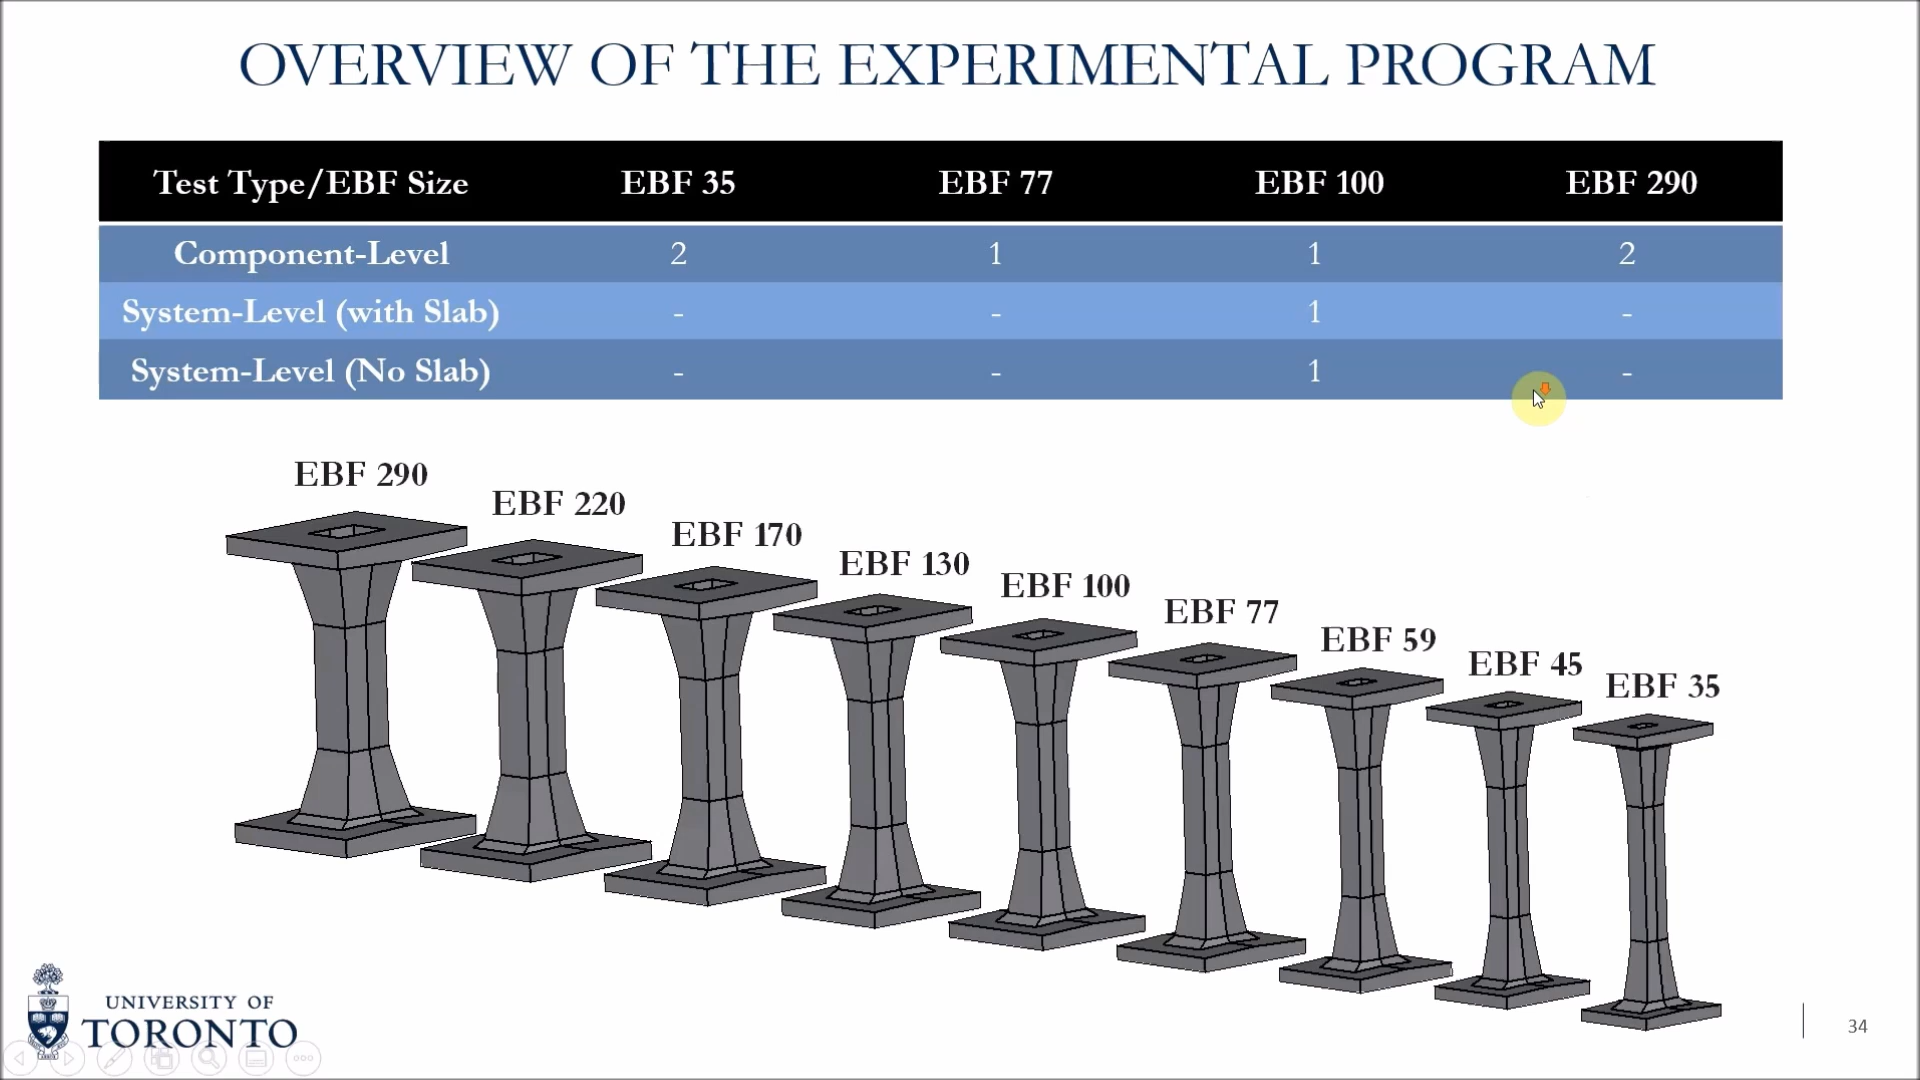 OVERVIEW OF THE EXPERIMENTAL PROGRAM
Test Type/EBF Size EBF 35 EBF 77 EBF 100 EBF 290
Component-Level 2 1 1 2
System-Level (with Slab) - - 1 -
System-Level (No Slab) - - 1 -
EBF 290
EBF 220
EBF 170
EBF 130
EBF 100
EBF 77
EBF 59
EBF 45
EBF 35
UNIVERSITY OF
TORONTO
34